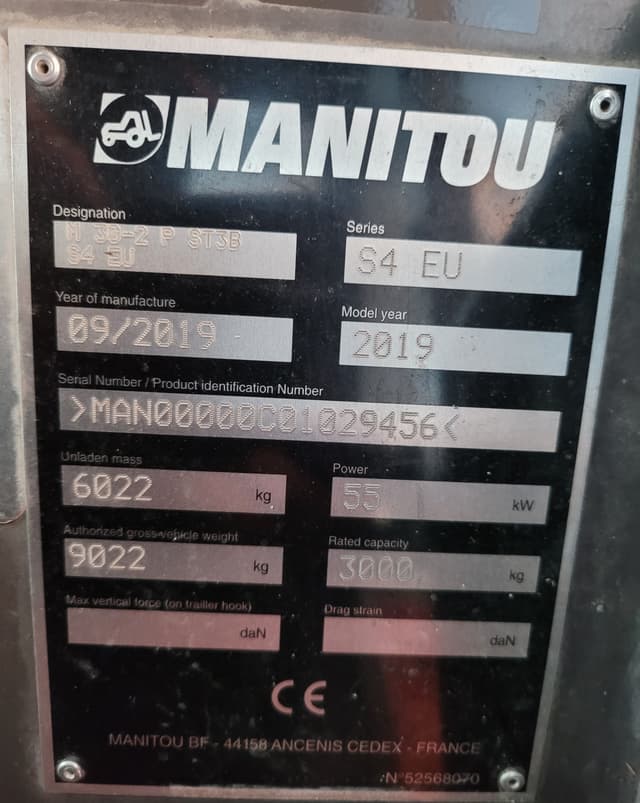 MANITOU
Designation
M 30-2 P ST3B
S4 EU
Series
S4 EU
Year of manufacture
09/2019
Model year
2019
Serial Number / Product identification Number
>MAN00000C01029456<
Unladen mass
6022 kg
Power
55 kW
Authorized gross vehicle weight
9022 kg
Rated capacity
3000 kg
Max vertical force (on trailler hook)
daN
Drag strain
daN
CE
MANITOU BF - 44158 ANCENIS CEDEX - FRANCE
N°52568070